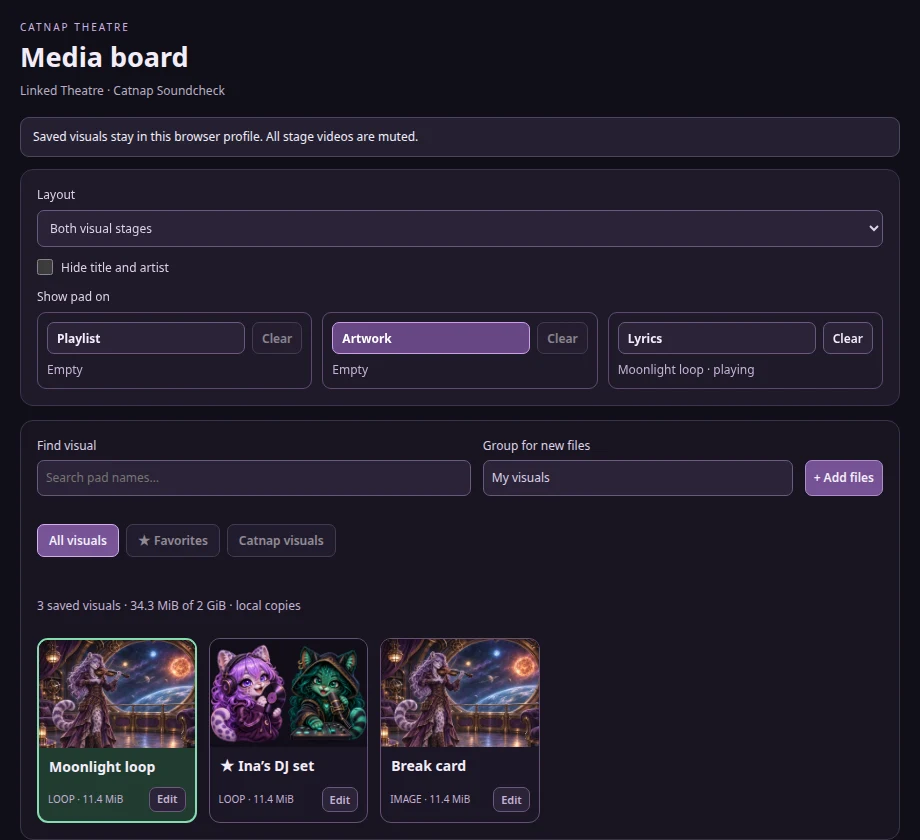 CATNAP THEATRE
Media board
Linked Theatre · Catnap Soundcheck
Saved visuals stay in this browser profile. All stage videos are muted.
Layout
Both visual stages
Hide title and artist
Show pad on
Playlist Clear Artwork Clear Lyrics Clear
Empty Empty Moonlight loop · playing
Find visual Group for new files
Search pad names... My visuals + Add files
All visuals ★ Favorites Catnap visuals
3 saved visuals · 34.3 MiB of 2 GiB · local copies
Moonlight loop ★ Ina’s DJ set Break card
LOOP · 11.4 MiB Edit LOOP · 11.4 MiB Edit IMAGE · 11.4 MiB Edit